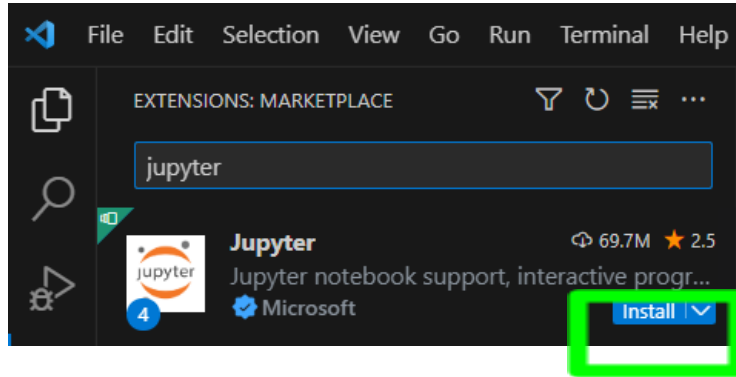 File Edit Selection View Go Run Terminal Help
EXTENSIONS: MARKETPLACE
jupyter
Jupyter 69.7M 2.5
jupyter
Jupyter notebook support, interactive progr...
4
Microsoft
Install